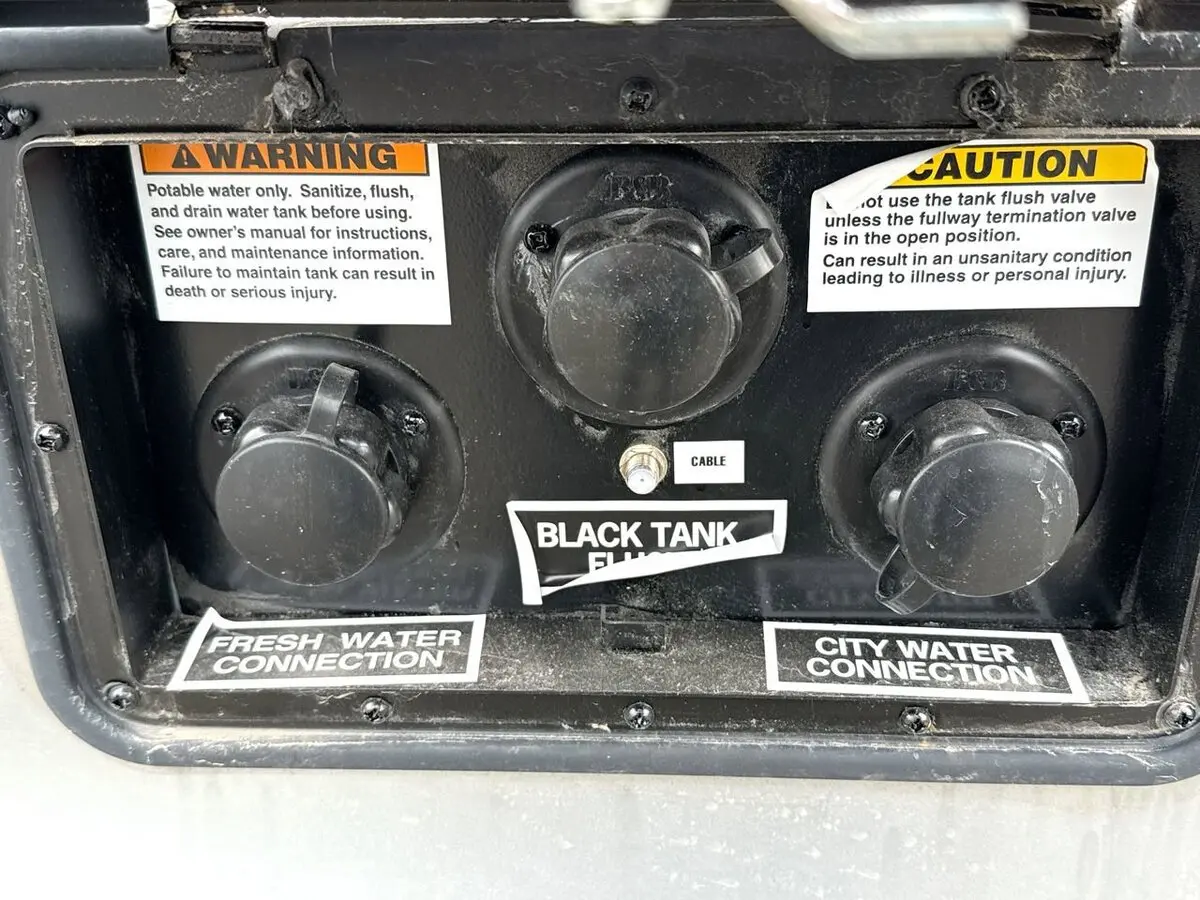 WARNING
Potable water only. Sanitize, flush,
and drain water tank before using.
See owner's manual for instructions,
care, and maintenance information.
Failure to maintain tank can result in
death or serious injury.
CAUTION
not use the tank flush valve
unless the fullway termination valve
is in the open position.
Can result in an unsanitary condition
leading to illness or personal injury.
CABLE
BLACK TANK
FRESH WATER
CONNECTION
CITY WATER
CONNECTION